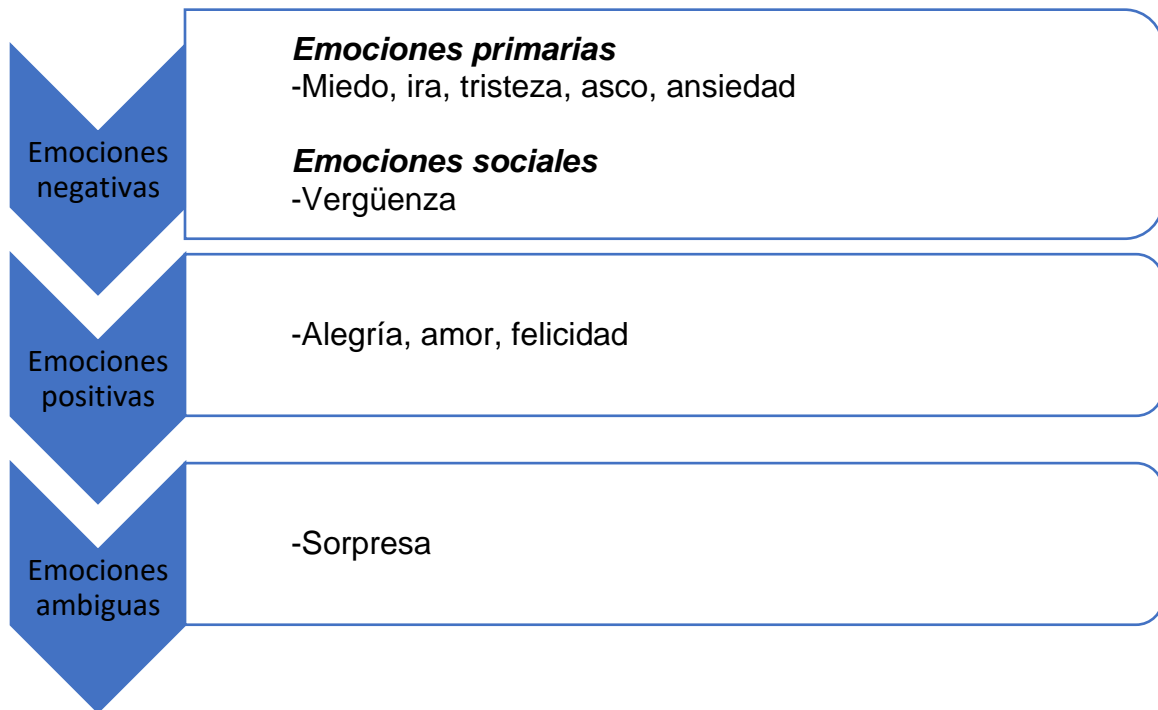 Emociones
negativas
Emociones primarias
-Miedo, ira, tristeza, asco, ansiedad
Emociones sociales
-Vergüenza
Emociones
positivas
-Alegría, amor, felicidad
Emociones
ambiguas
-Sorpresa